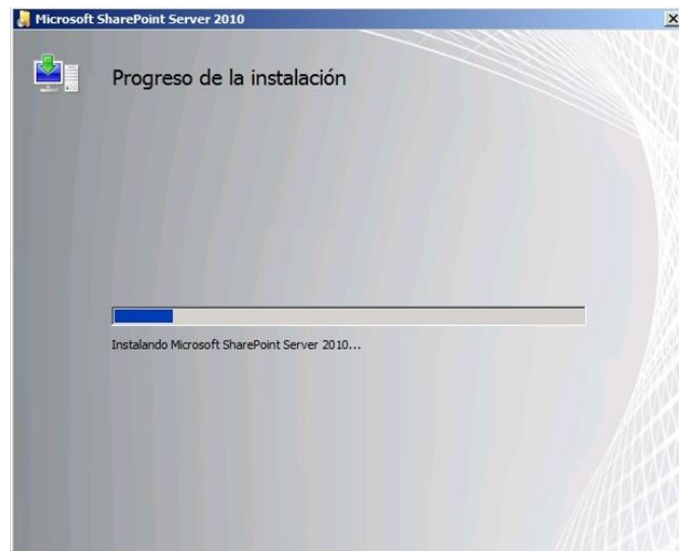 Microsoft SharePoint Server 2010
Progreso de la instalación
Instalando Microsoft SharePoint Server 2010...